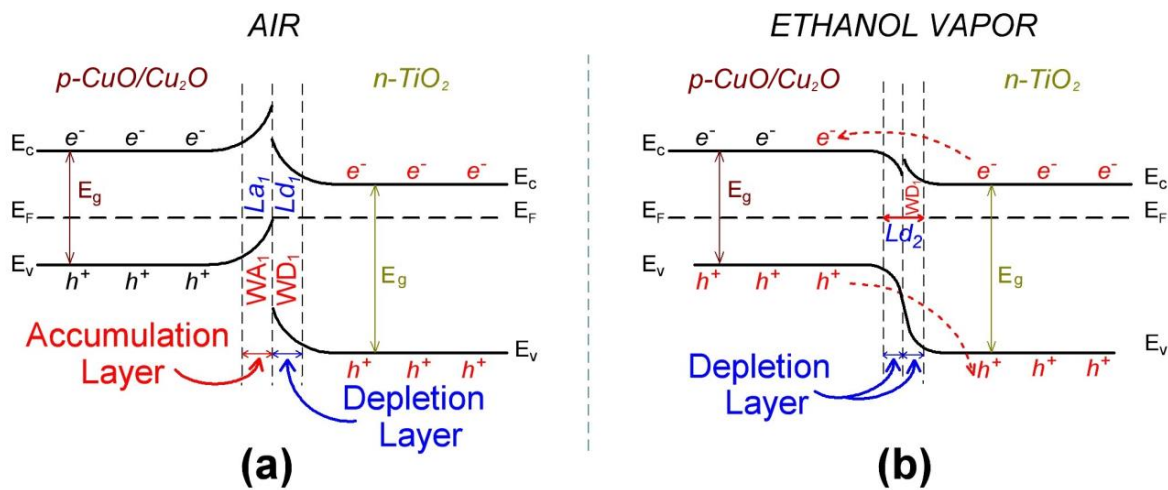 AIR
p-CuO/Cu₂O
n-TiO₂
Ec
e⁻ e⁻ e⁻
La₁
Ld₁
e⁻ e⁻ e⁻
Ec
Eg
EF
EF
Ev
h⁺ h⁺ h⁺
WA₁
WD₁
Eg
Accumulation
Layer
Ev
h⁺ h⁺ h⁺
Depletion
Layer
(a)
ETHANOL VAPOR
p-CuO/Cu₂O
n-TiO₂
Ec
e⁻ e⁻ e⁻
WD₁
e⁻ e⁻ e⁻
Ec
Eg
EF
EF
Ld₂
Ev
h⁺ h⁺ h⁺
Eg
Ev
h⁺ h⁺ h⁺
Depletion
Layer
(b)